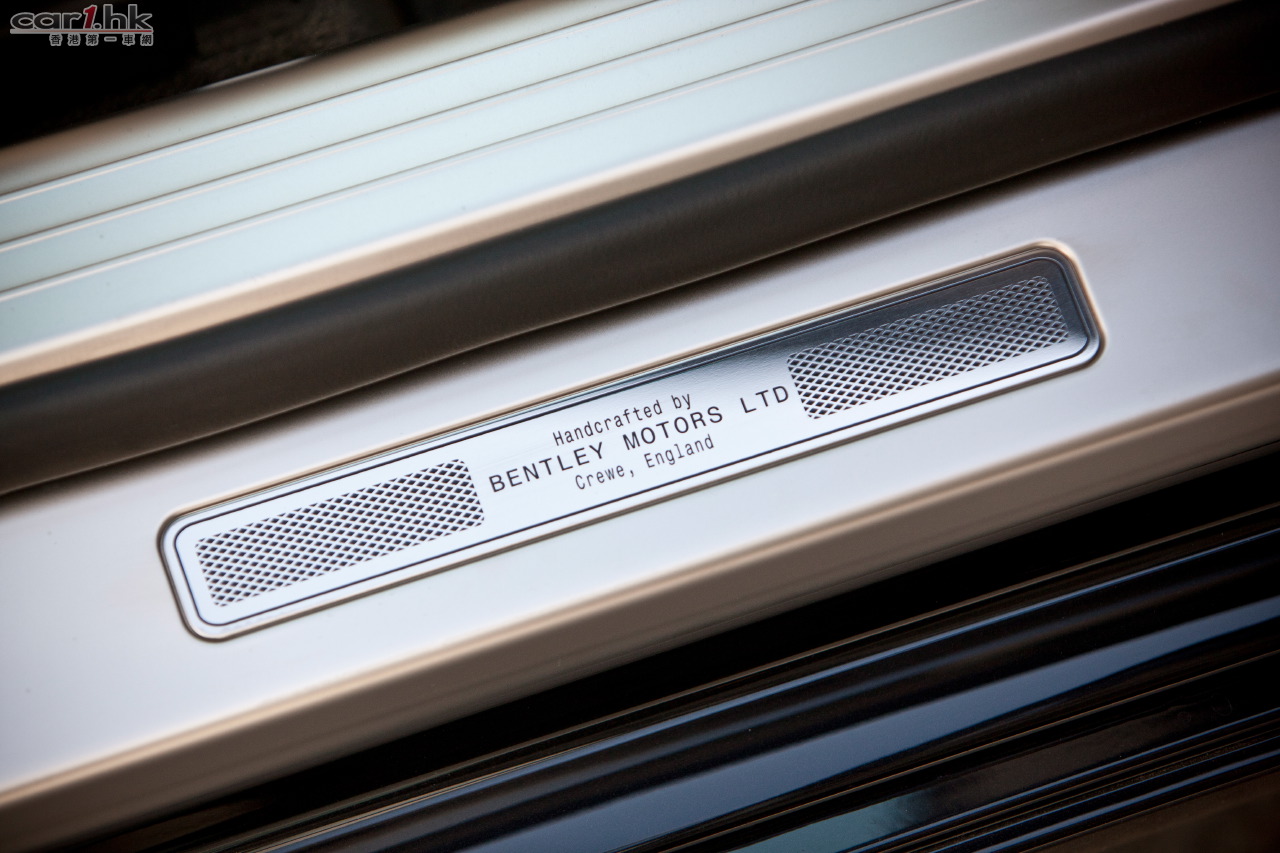 car1.hk
香港第一車網
Handcrafted by
BENTLEY MOTORS LTD
Crewe, England